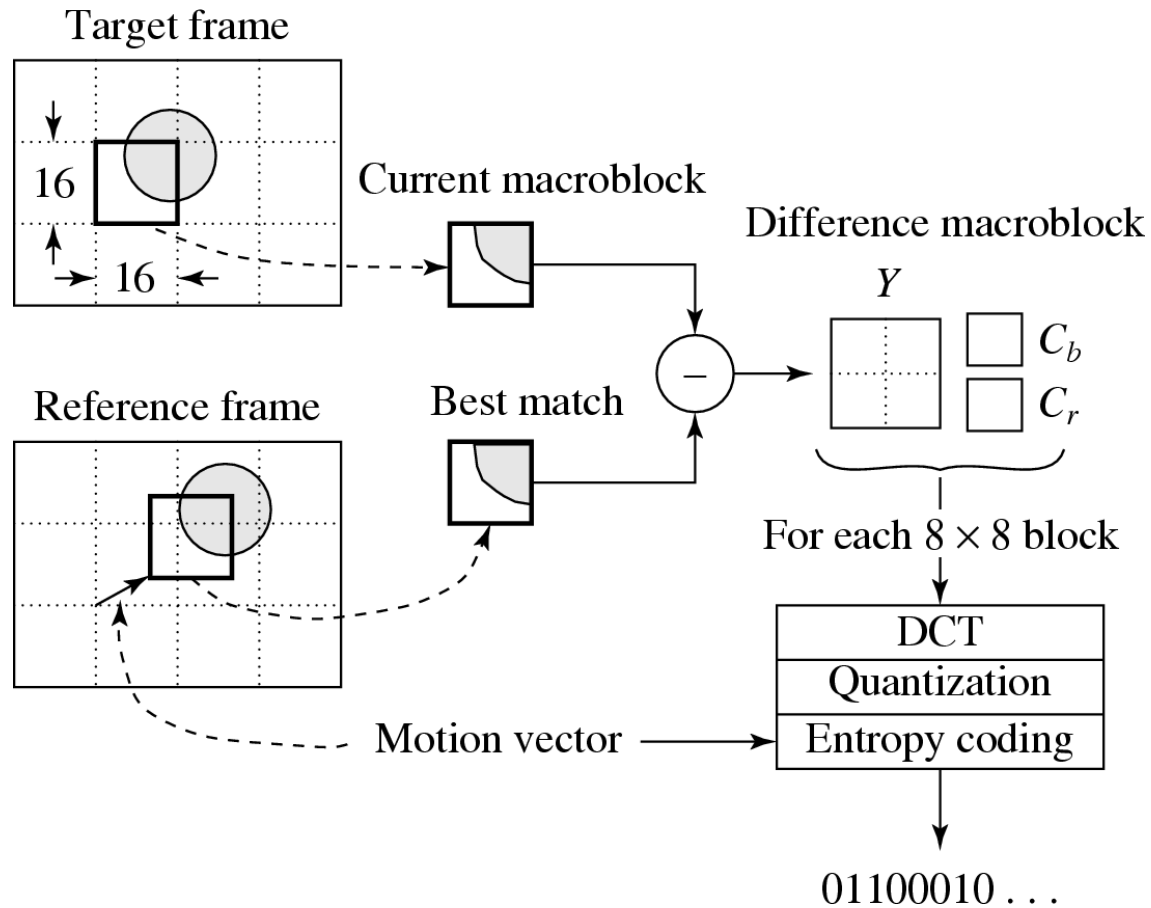 Target frame
16
16
Current macroblock
Difference macroblock
Y
C_b
C_r
−
Reference frame
Best match
For each 8 × 8 block
DCT
Quantization
Motion vector
Entropy coding
01100010 . . .